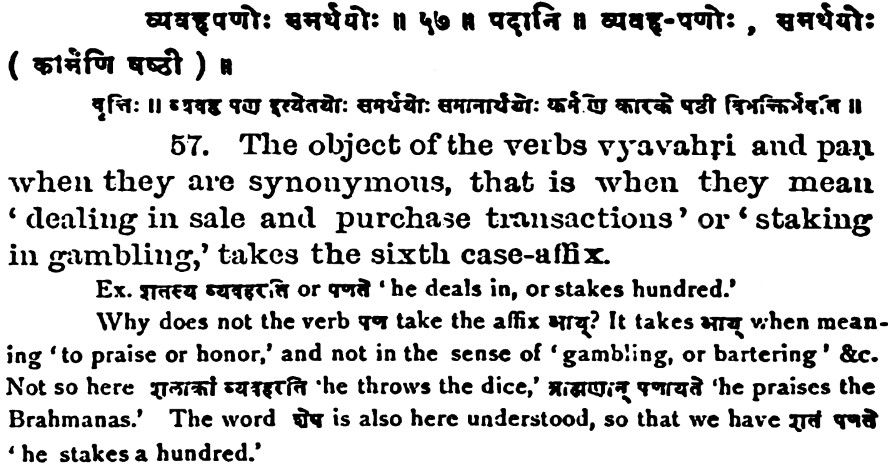 व्यवहृपणोः समर्थयोः ॥ ५७ ॥ पदानि ॥ व्यवहृ-पणोः , समर्थयोः
( कर्मणि षष्ठी ) ॥
वृत्तिः ॥ व्यवहृ पण इत्येतयोः समर्थयोः समानार्थयोः कर्मणि कारके षष्ठी विभक्तिर्भवति ॥
57. The object of the verbs vyavahṛi and paṇ
when they are synonymous, that is when they mean
‘ dealing in sale and purchase transactions’ or ‘ staking
in gambling,’ takes the sixth case-affix.
Ex. शतस्य व्यवहरति or पणते ‘ he deals in, or stakes hundred.’
Why does not the verb पण take the affix आय्? It takes आय् when mean-
ing ‘ to praise or honor,’ and not in the sense of ‘ gambling, or bartering ’ &c.
Not so here शलाकां व्यवहरति ‘he throws the dice,’ ब्राह्मणान् पणायते ‘he praises the
Brahmanas.’ The word शेष is also here understood, so that we have शतं पणते
‘ he stakes a hundred.’